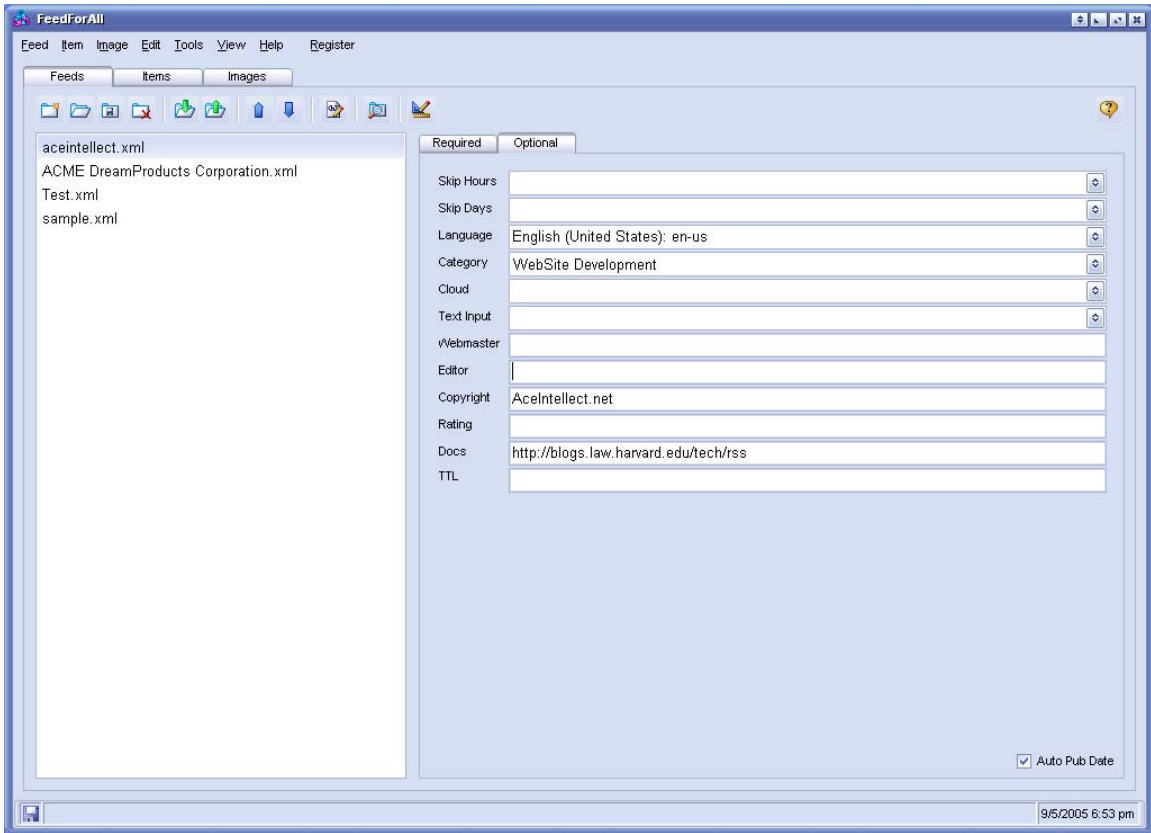 FeedForAll
Feed Item Image Edit Tools View Help Register
Feeds Items Images
aceintellect.xml
ACME DreamProducts Corporation.xml
Test.xml
sample.xml
Required Optional
Skip Hours
Skip Days
Language English (United States): en-us
Category WebSite Development
Cloud
Text Input
Webmaster
Editor
Copyright AceIntellect.net
Rating
Docs http://blogs.law.harvard.edu/tech/rss
TTL
Auto Pub Date
9/5/2005 6:53 pm